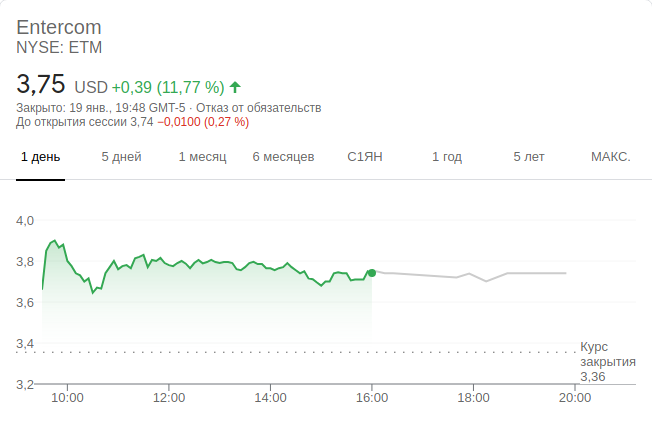 Entercom
NYSE: ETM
3,75 USD +0,39 (11,77 %)
Закрыто: 19 янв., 19:48 GMT-5 · Отказ от обязательств
До открытия сессии 3,74 −0,0100 (0,27 %)
1 день 5 дней 1 месяц 6 месяцев С1ЯН 1 год 5 лет МАКС.
4,0
3,8
3,6
3,4
Курс
закрытия
3,36
3,2
10:00 12:00 14:00 16:00 18:00 20:00